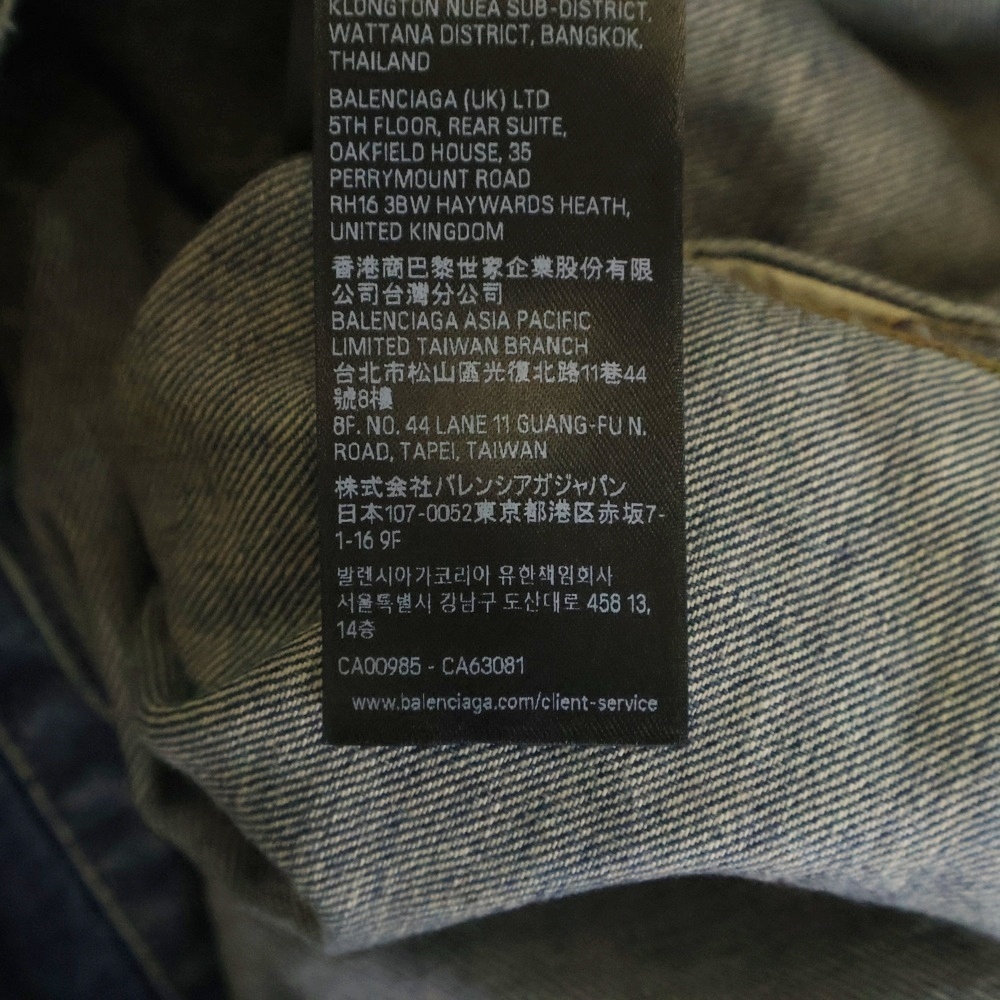 KLONGTON NUEA SUB-DISTRICT,
WATTANA DISTRICT, BANGKOK,
THAILAND
BALENCIAGA (UK) LTD
5TH FLOOR, REAR SUITE,
OAKFIELD HOUSE, 35
PERRYMOUNT ROAD
RH16 3BW HAYWARDS HEATH,
UNITED KINGDOM
香港商巴黎世家企業股份有限
公司台灣分公司
BALENCIAGA ASIA PACIFIC
LIMITED TAIWAN BRANCH
台北市松山區光復北路11巷44
號8樓
8F. NO. 44 LANE 11 GUANG-FU N.
ROAD, TAPEI, TAIWAN
株式会社バレンシアガジャパン
日本107-0052東京都港区赤坂7-
1-16 9F
발렌시아가코리아 유한책임회사
서울특별시 강남구 도산대로 458 13,
14층
CA00985 - CA63081
www.balenciaga.com/client-service